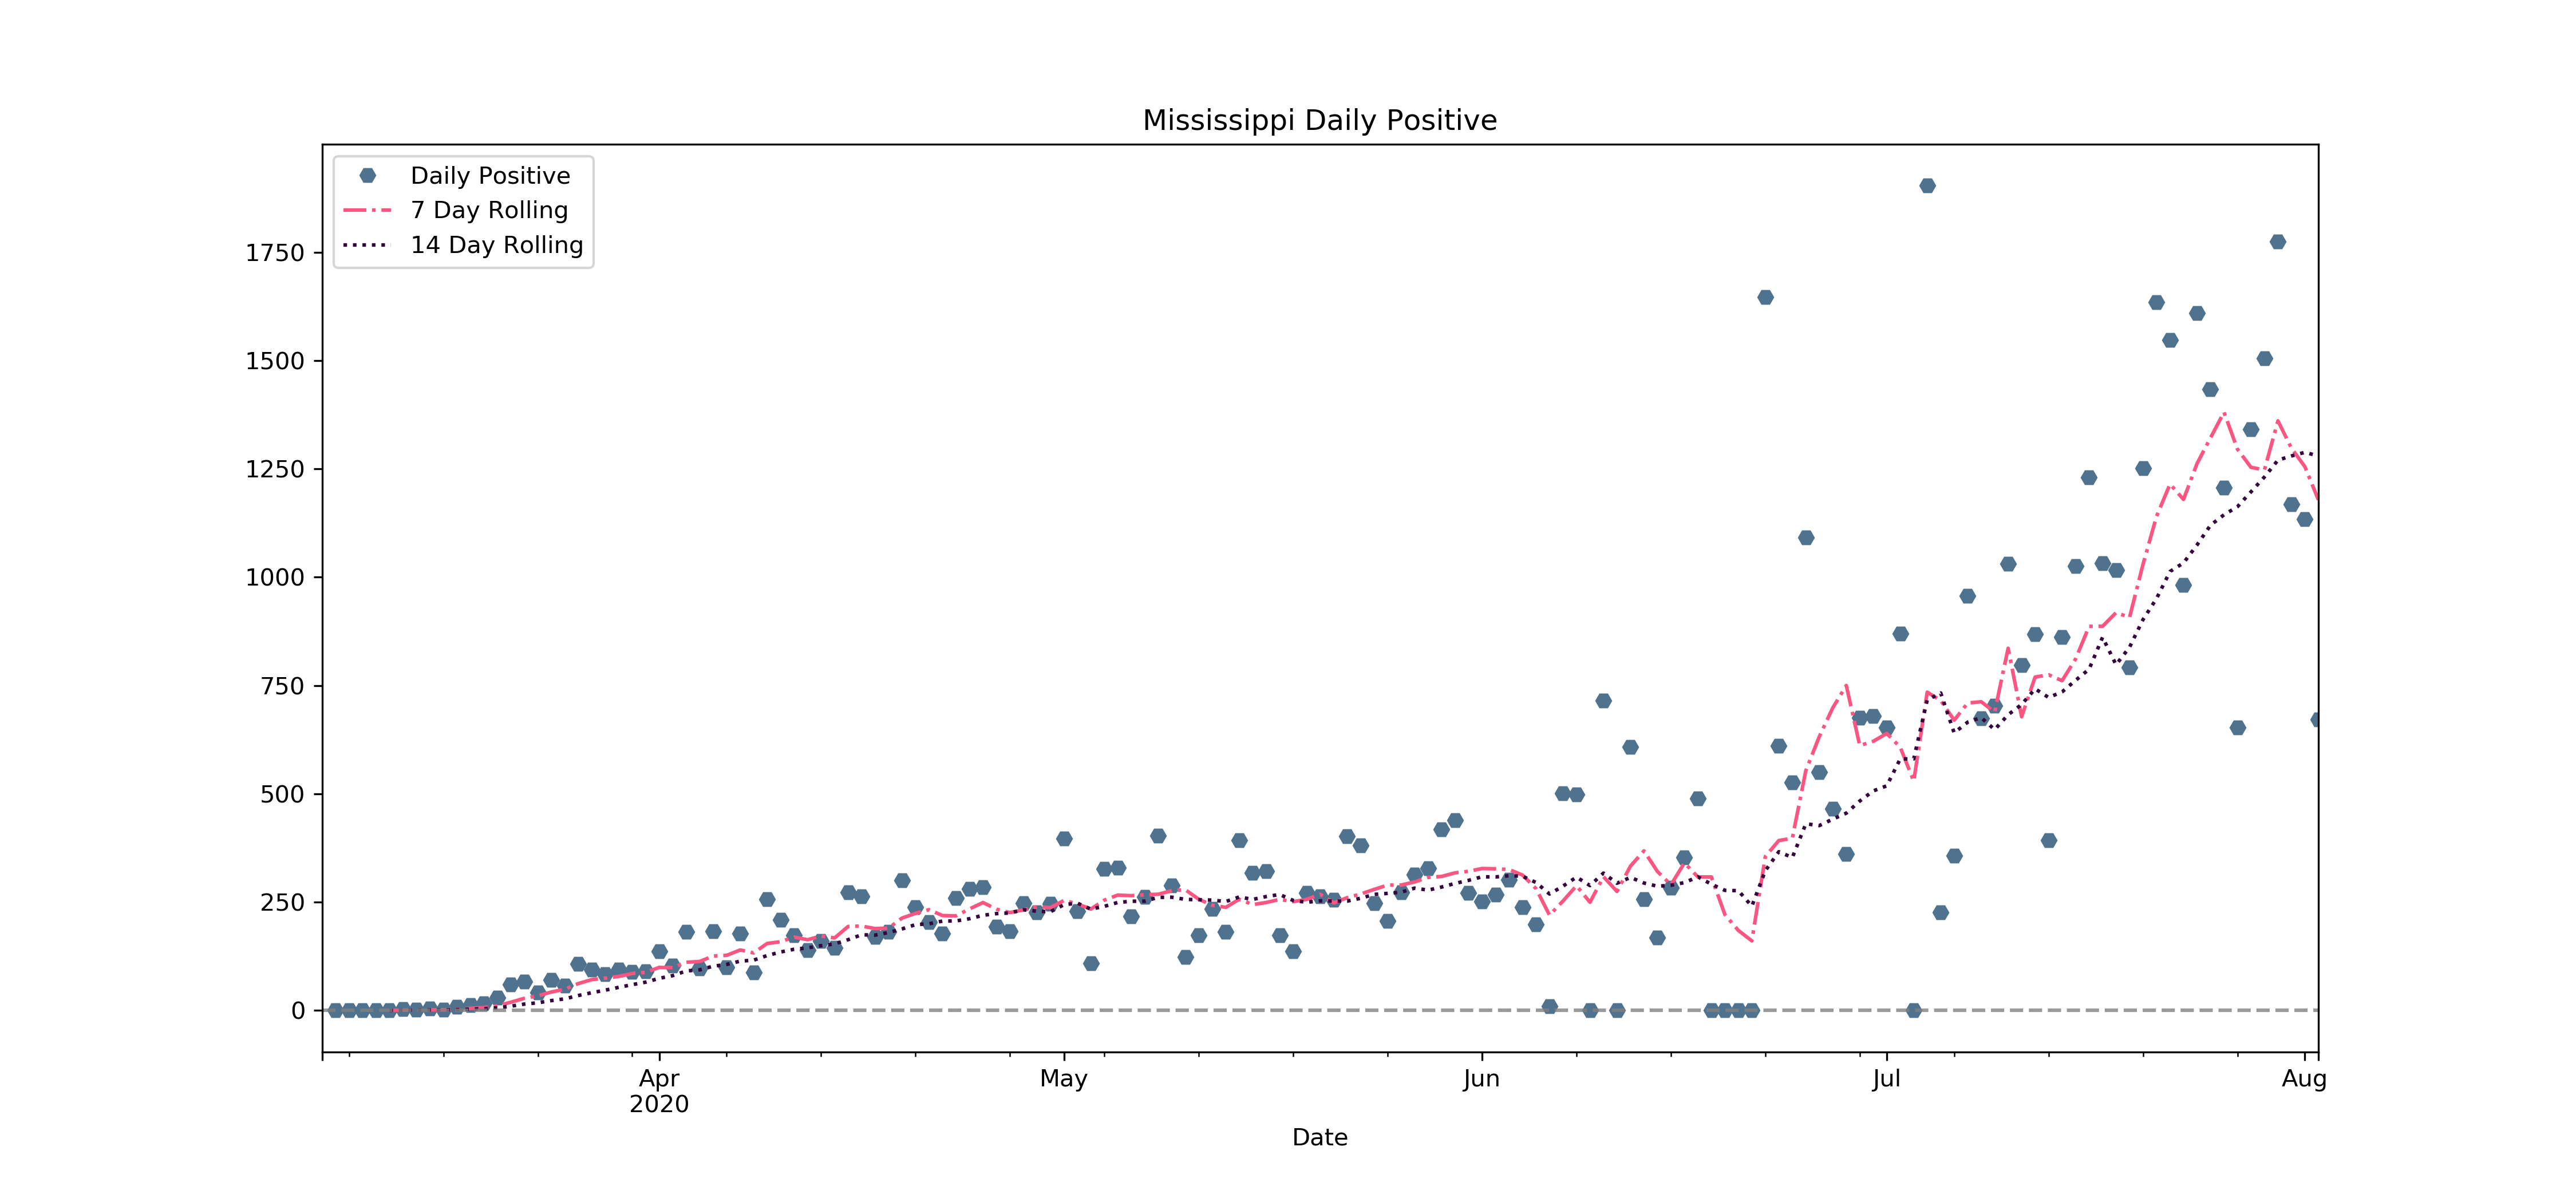 Mississippi Daily Positive
Daily Positive
7 Day Rolling
14 Day Rolling
1750
1500
1250
1000
750
500
250
0
Apr
2020
May
Jun
Jul
Aug
Date